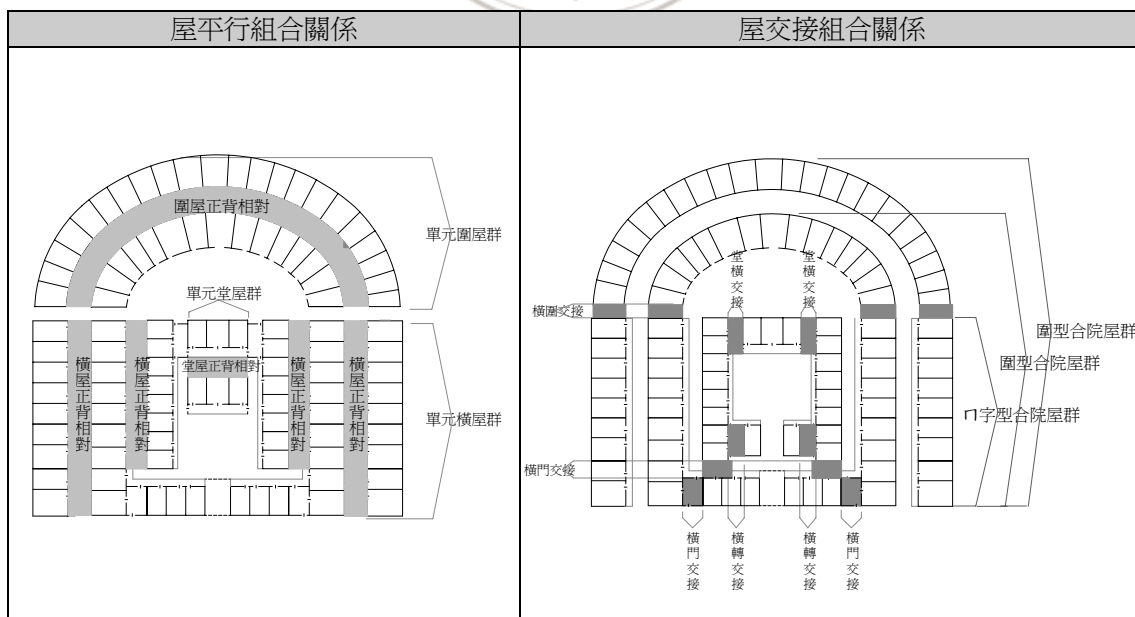 屋平行組合關係
屋交接組合關係
圍屋正背相對
單元圍屋群
單元堂屋群
堂屋正背相對
橫屋正背相對
橫屋正背相對
橫屋正背相對
橫屋正背相對
單元橫屋群
堂橫交接
堂橫交接
橫圍交接
圍型合院屋群
圍型合院屋群
ㄇ字型合院屋群
橫門交接
橫門交接
橫轉交接
橫轉交接
橫門交接